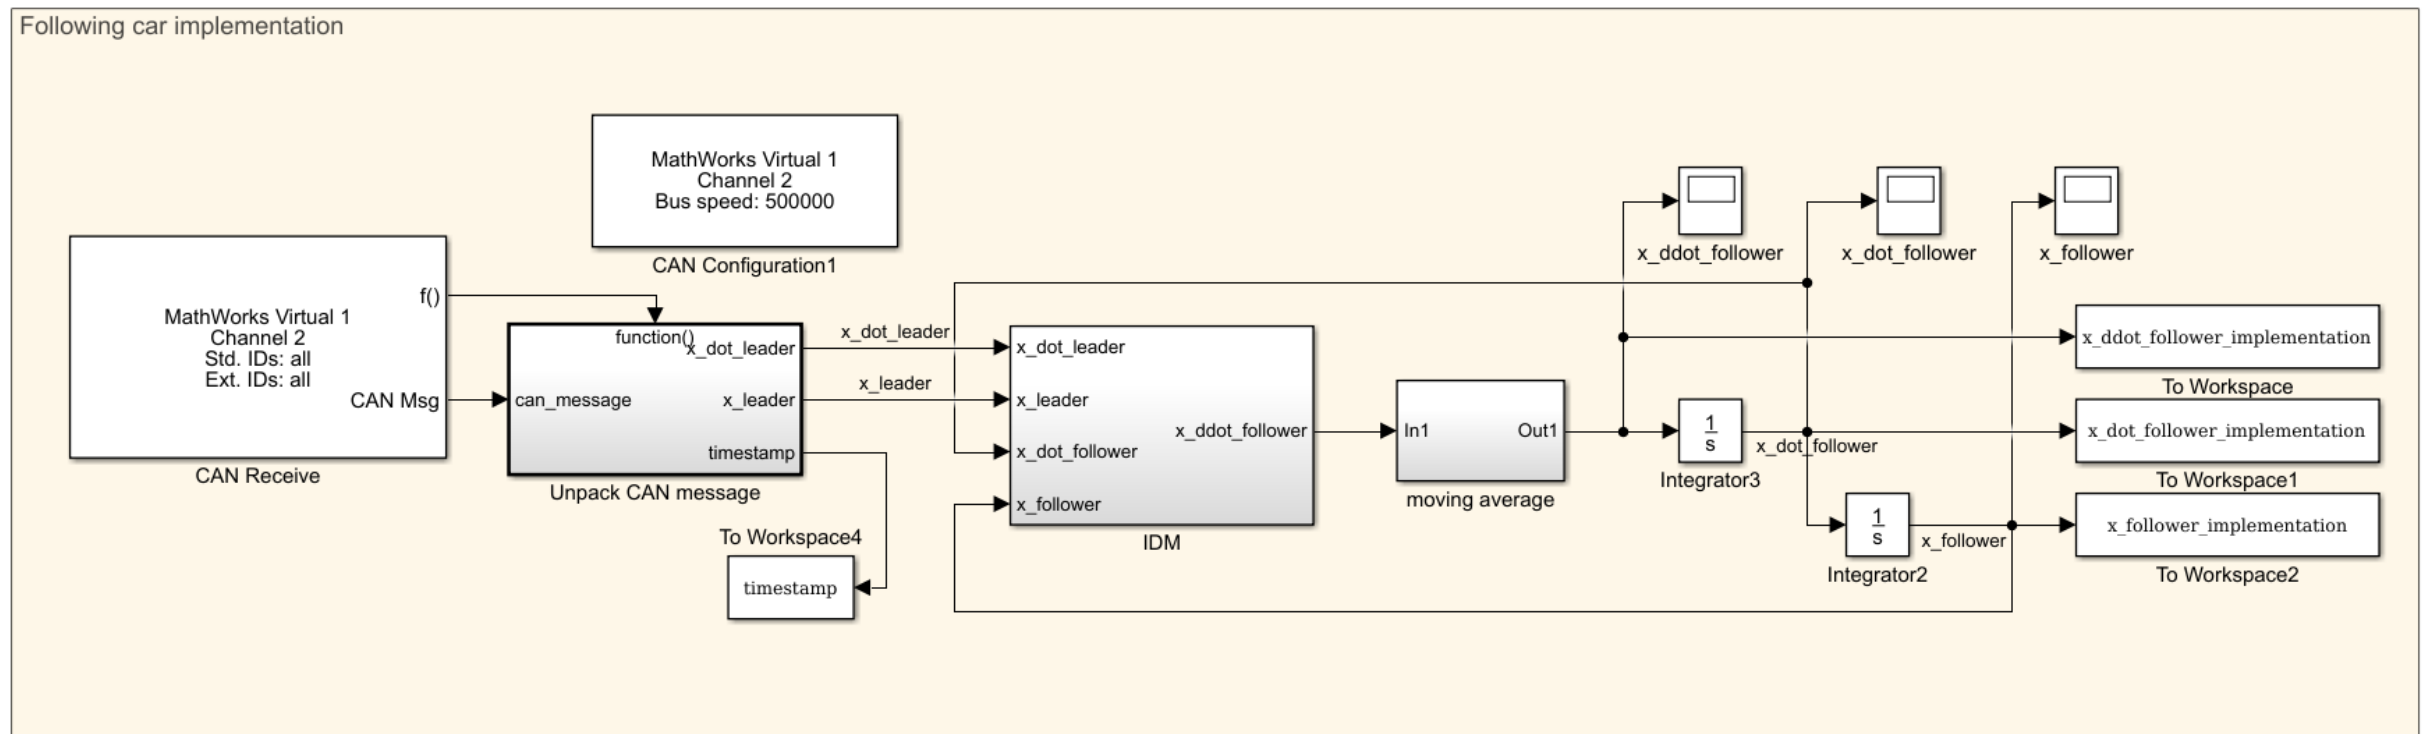 Following car implementation
MathWorks Virtual 1
Channel 2
Bus speed: 500000
CAN Configuration1
f()
MathWorks Virtual 1
Channel 2
Std. IDs: all
Ext. IDs: all
CAN Msg
CAN Receive
function()
x_dot_leader
can_message
x_leader
timestamp
Unpack CAN message
To Workspace4
timestamp
x_dot_leader
x_leader
x_dot_leader
x_leader
x_dot_follower
x_follower
x_ddot_follower
IDM
In1
Out1
moving average
x_ddot_follower
x_dot_follower
x_follower
1
s
Integrator3
x_dot_follower
1
s
Integrator2
x_follower
x_ddot_follower_implementation
To Workspace
x_dot_follower_implementation
To Workspace1
x_follower_implementation
To Workspace2